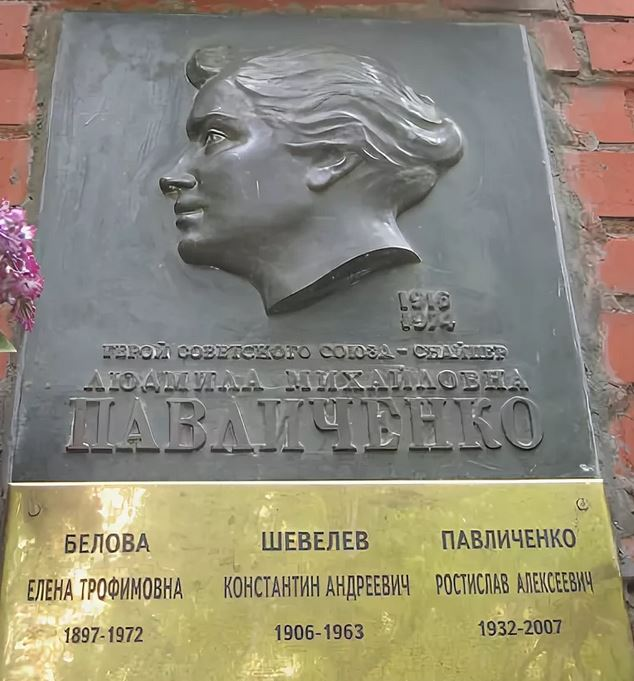 1916
1974
ГЕРОЙ СОВЕТСКОГО СОЮЗА - СНАЙПЕР
ЛЮДМИЛА МИХАЙЛОВНА
ПАВЛИЧЕНКО
БЕЛОВА ШЕВЕЛЕВ ПАВЛИЧЕНКО
ЕЛЕНА ТРОФИМОВНА КОНСТАНТИН АНДРЕЕВИЧ РОСТИСЛАВ АЛЕКСЕЕВИЧ
1897-1972 1906-1963 1932-2007